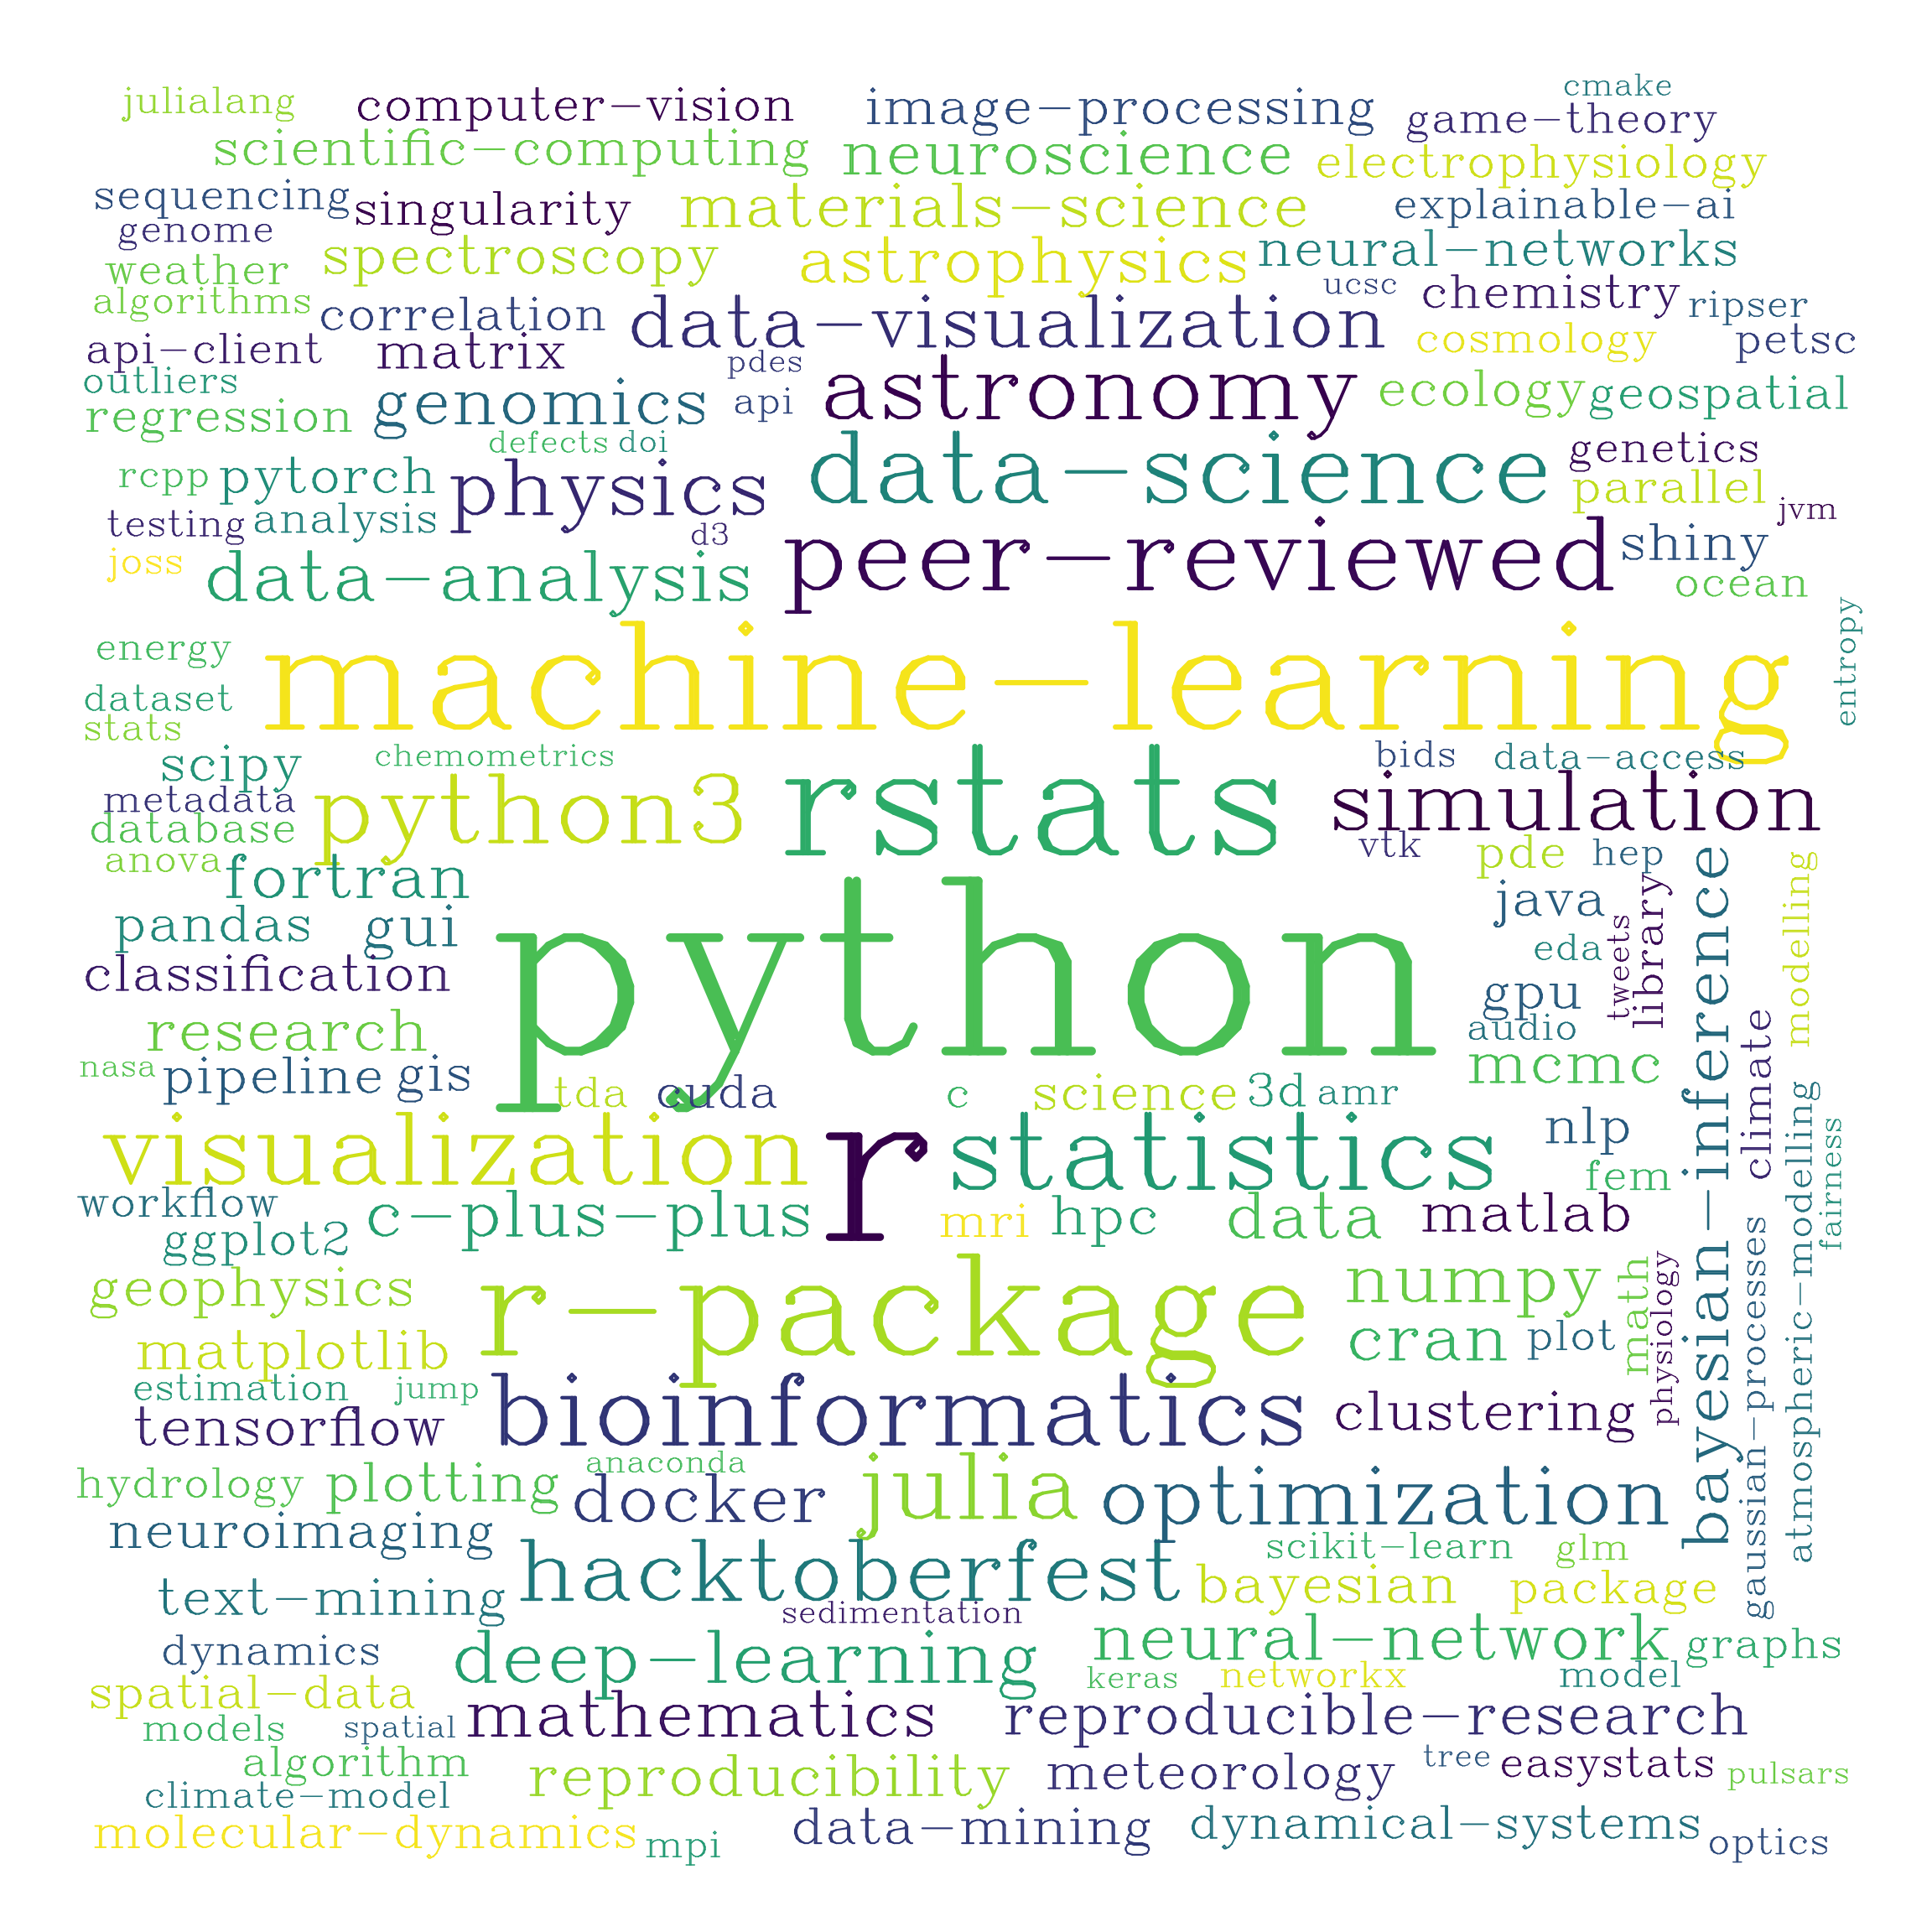 cmake
julialang
computer-vision
image-processing
game-theory
scientific-computing
neuroscience
electrophysiology
sequencing
singularity
materials-science
explainable-ai
genome
weather
spectroscopy
astrophysics
neural-networks
algorithms
correlation
data-visualization
ucsc
chemistry
ripser
api-client
matrix
pdes
cosmology
petsc
outliers
regression
genomics
api
astronomy
ecology
geospatial
defects
doi
rcpp
pytorch
physics
data-science
genetics
parallel
testing
analysis
d3
jvm
joss
data-analysis
peer-reviewed
shiny
ocean
energy
machine-learning
entropy
dataset
stats
scipy
chemometrics
rstats
bids
data-access
metadata
python3
simulation
database
anova
vtk
pde
hep
fortran
pandas
gui
python
java
library
bayesian-inference
modelling
classification
eda
tweets
research
gpu
audio
climate
nasa
pipeline
gis
tda
cuda
c
science
3d
amr
mcmc
visualization
r
statistics
nlp
fem
atmospheric-modelling
fairness
workflow
ggplot2
c-plus-plus
mri
hpc
data
matlab
geophysics
r-package
numpy
math
physiology
gaussian-processes
matplotlib
cran
plot
estimation
jump
tensorflow
bioinformatics
clustering
hydrology
plotting
anaconda
docker
julia
optimization
neuroimaging
hacktoberfest
scikit-learn
glm
text-mining
sedimentation
bayesian
package
dynamics
deep-learning
neural-network
graphs
spatial-data
keras
networkx
model
models
spatial
mathematics
reproducible-research
algorithm
reproducibility
meteorology
tree
easystats
pulsars
climate-model
molecular-dynamics
mpi
data-mining
dynamical-systems
optics